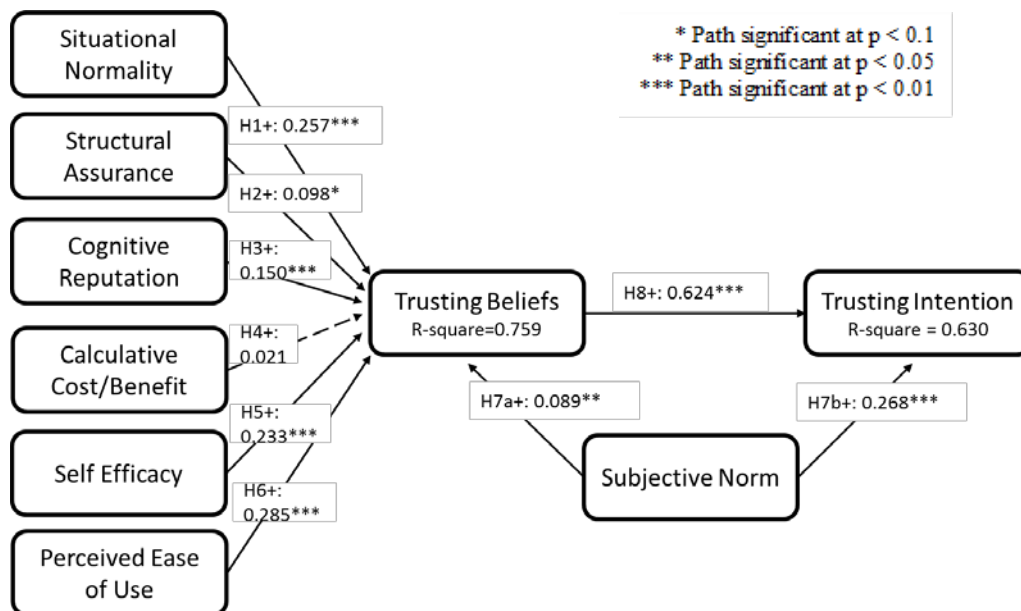 Situational
Normality
* Path significant at p < 0.1
** Path significant at p < 0.05
*** Path significant at p < 0.01
H1+: 0.257***
Structural
Assurance
H2+: 0.098*
Cognitive
Reputation
H3+:
0.150***
Trusting Beliefs
R-square=0.759
H8+: 0.624***
Trusting Intention
R-square = 0.630
H4+:
0.021
Calculative
Cost/Benefit
H7a+: 0.089**
H7b+: 0.268***
H5+:
0.233***
Self Efficacy
Subjective Norm
H6+:
0.285***
Perceived Ease
of Use